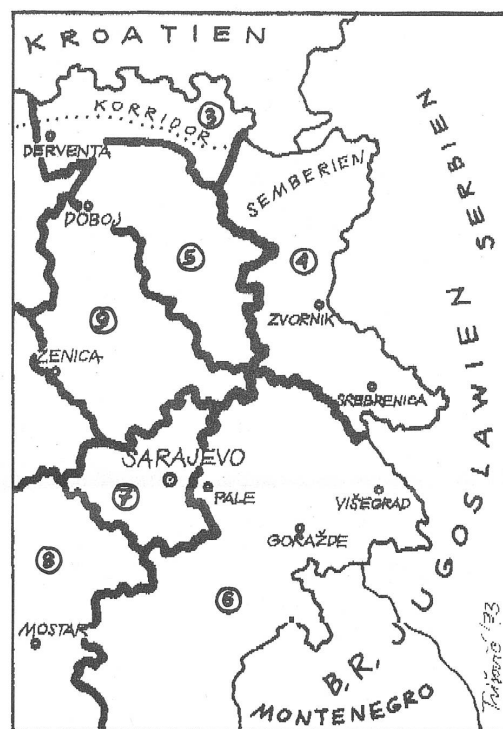 KROATIEN
KORRIDOR
3
DERVENTA
SEMBERIEN
DOBOJ
5
4
ZVORNIK
9
ZENICA
SREBRENICA
SARAJEVO
7
PALE
VIŠEGRAD
GORAŽDE
8
6
MOSTAR
B.R. JUGOSLAWIEN SERBIEN
MONTENEGRO